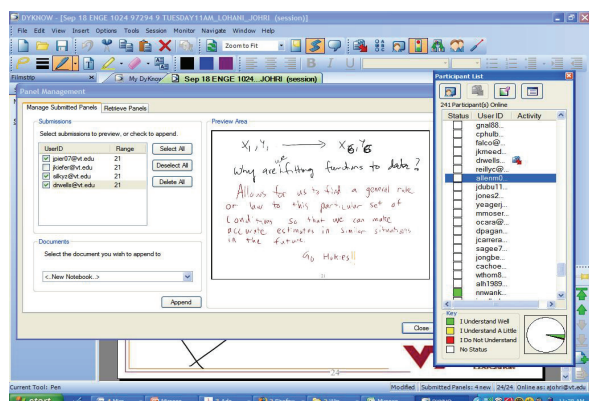 DYKNOW - [Sep 18 ENGE 1024 97294 9 TUESDAY11AM_LOHANI_JOHRI (session)]
File Edit View Insert Options Tools Session Monitor Navigate Window Help
Zoom to Fit
Filmstrip
My DyKnow
Sep 18 ENGE 1024...JOHRI (session)
Panel Management
Manage Submitted Panels
Retrieve Panels
Submissions
Select submissions to preview, or check to append.
UserID Range
jpier07@vt.edu 21
jkiefer@vt.edu 21
silkyz@vt.edu 21
drwells@vt.edu 21
Select All
Deselect All
Delete All
Documents
Select the document you wish to append to
<..New Notebook..>
Append
Preview Area
X1, Y1 → X6, Y6
Why are we fitting functions to data?
Allows for us to find a general rule
or law to this particular set of
conditions so that we can make
accurate estimates in similar situations
in the future.
Go Hokies
Close
24
Participant List
241 Participant(s) Online
Status User ID Activity
gnal88...
cphulb...
falco@...
jkmeed...
drwells...
reillyc@...
allenm0...
jdubu11...
jones2...
yeagerj...
mmoser...
ocara@...
dpagan...
jcarrera...
sagee7...
jongbe...
cachoe...
whom8...
alh1989...
nnwank...
Key
I Understand Well
I Understand A Little
I Do Not Understand
No Status
Current Tool: Pen
Modified Submitted Panels: 4 new 24/24 Online as: ajohri@vt.edu
start